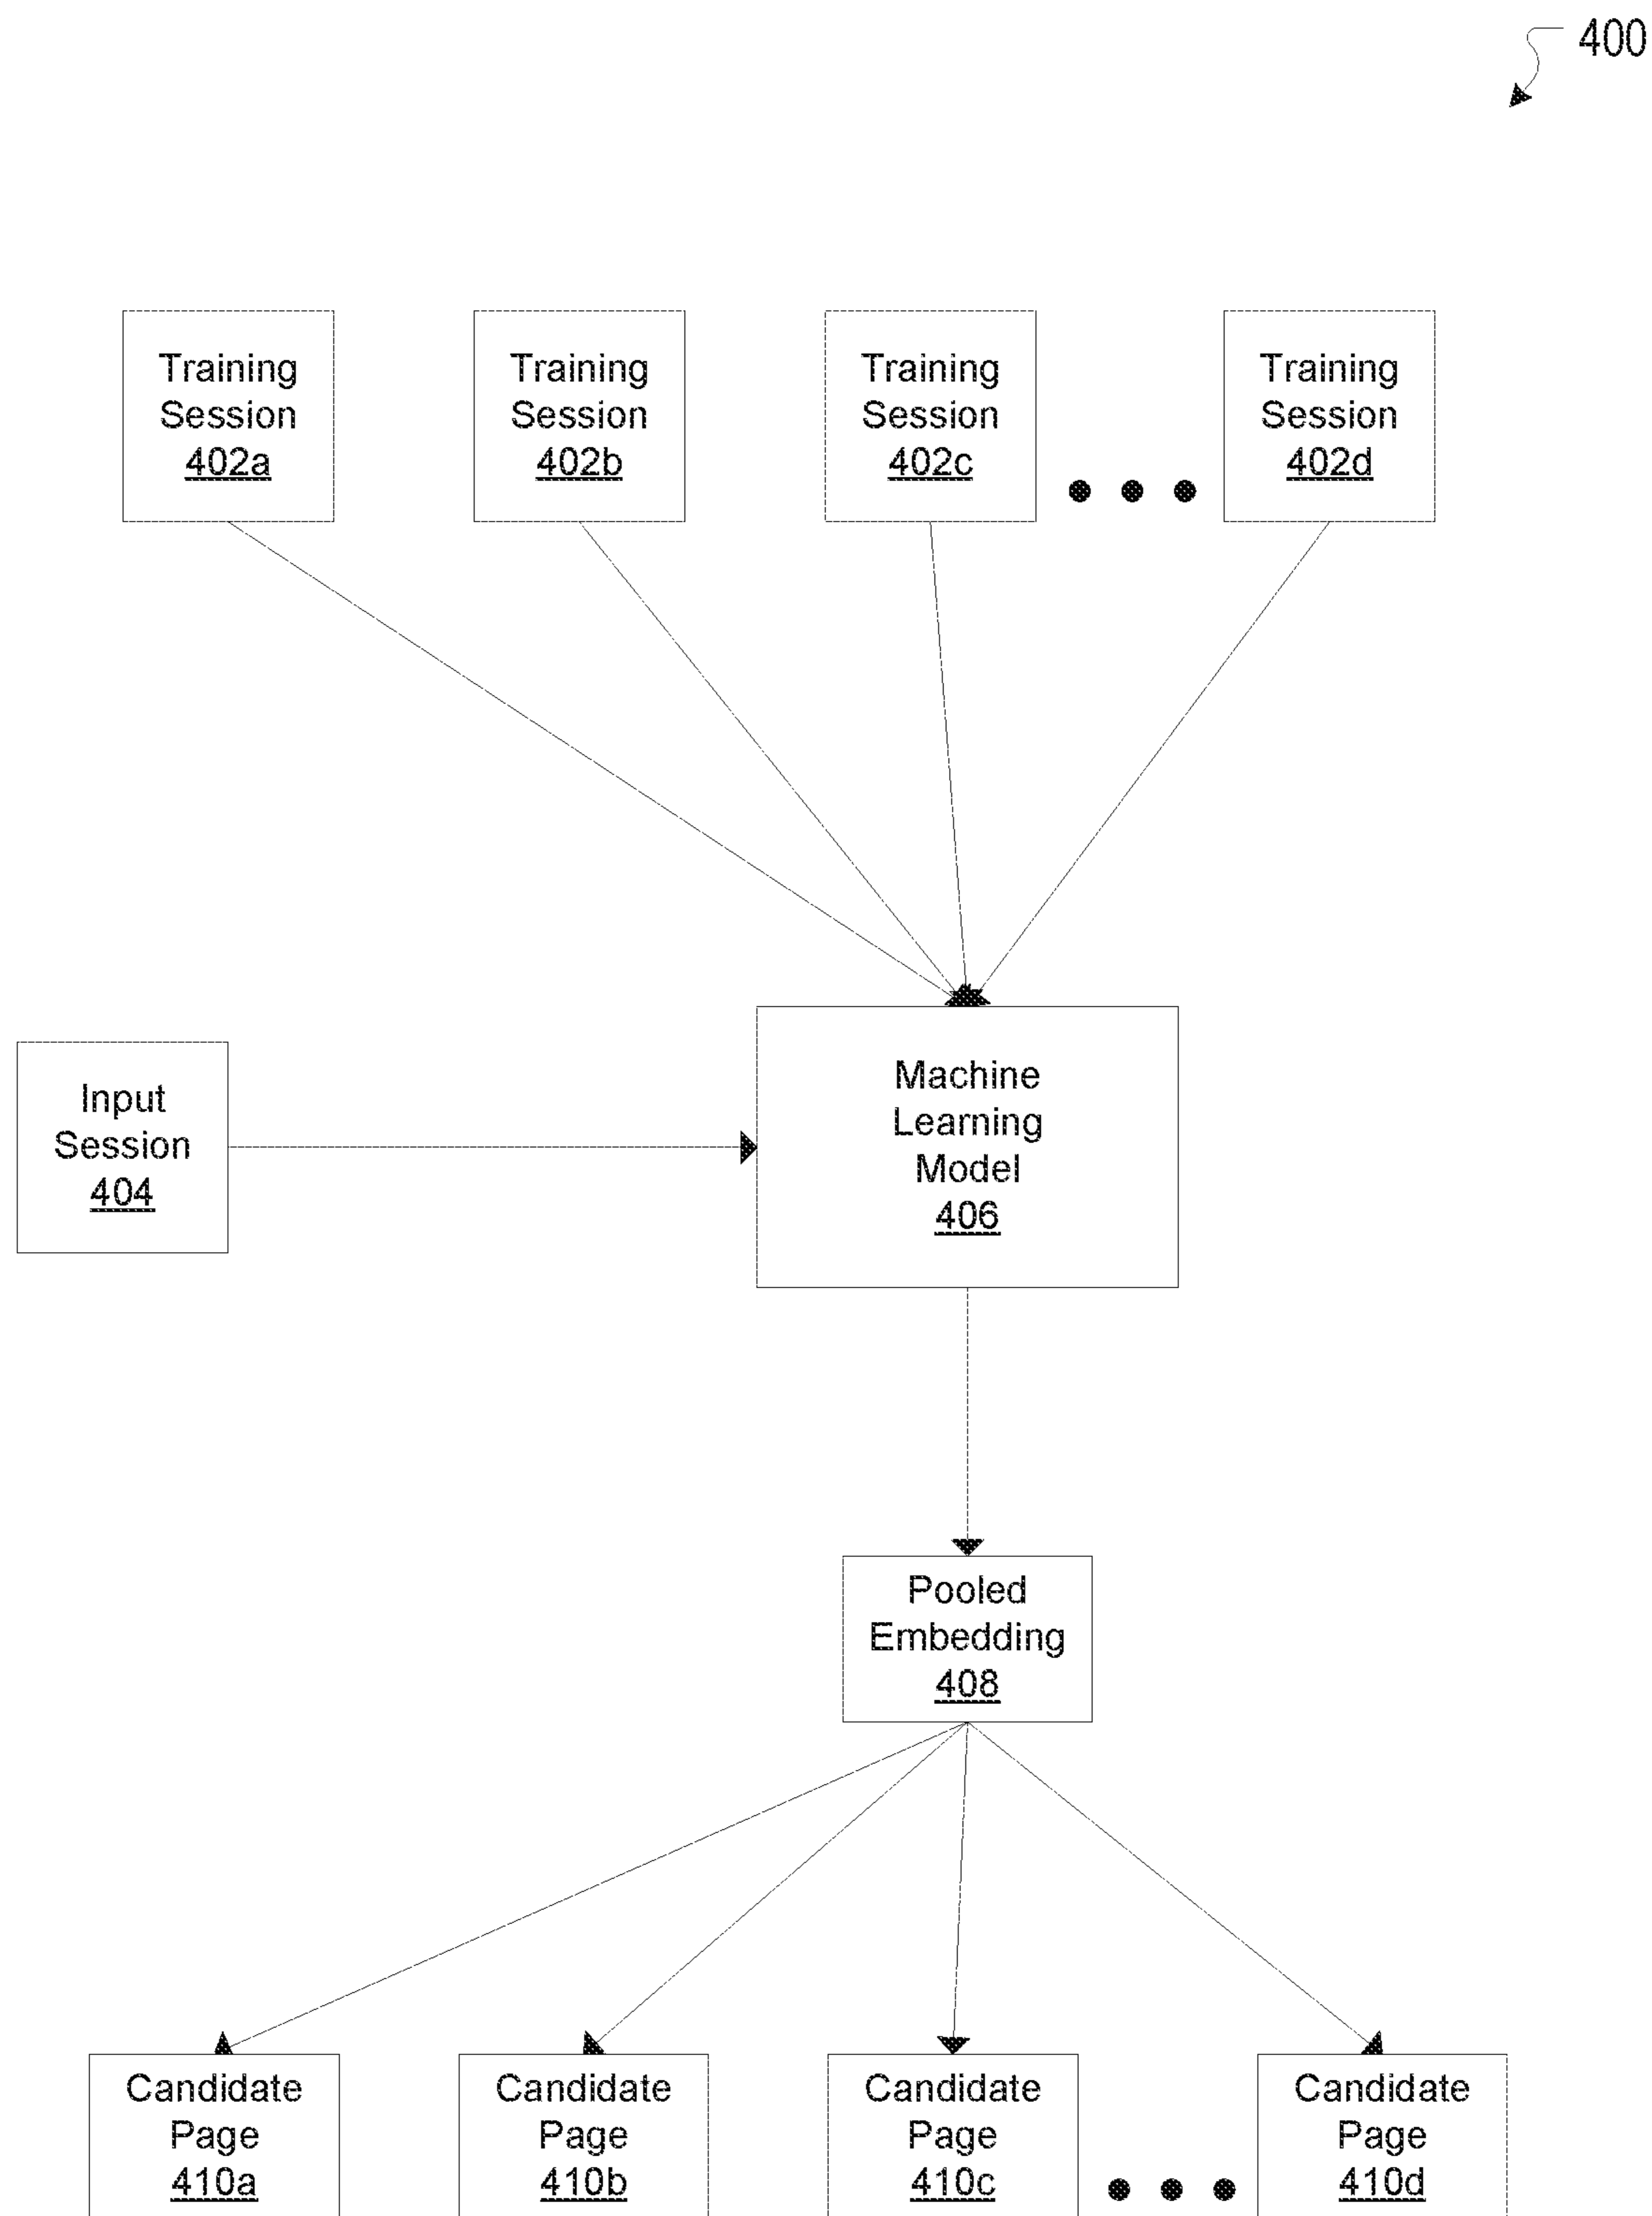 400
Training
Session
402a
Training
Session
402b
Training
Session
402c
Training
Session
402d
Input
Session
404
Machine
Learning
Model
406
Pooled
Embedding
408
Candidate
Page
410a
Candidate
Page
410b
Candidate
Page
410c
Candidate
Page
410d